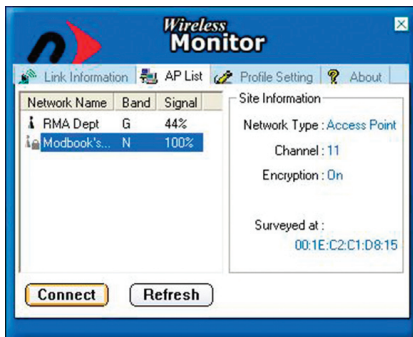 Wireless
Monitor
Link Information AP List Profile Setting About
Network Name Band Signal
RMA Dept G 44%
Modbook's... N 100%
Site Information
Network Type : Access Point
Channel : 11
Encryption : On
Surveyed at :
00:1E:C2:C1:D8:15
Connect Refresh